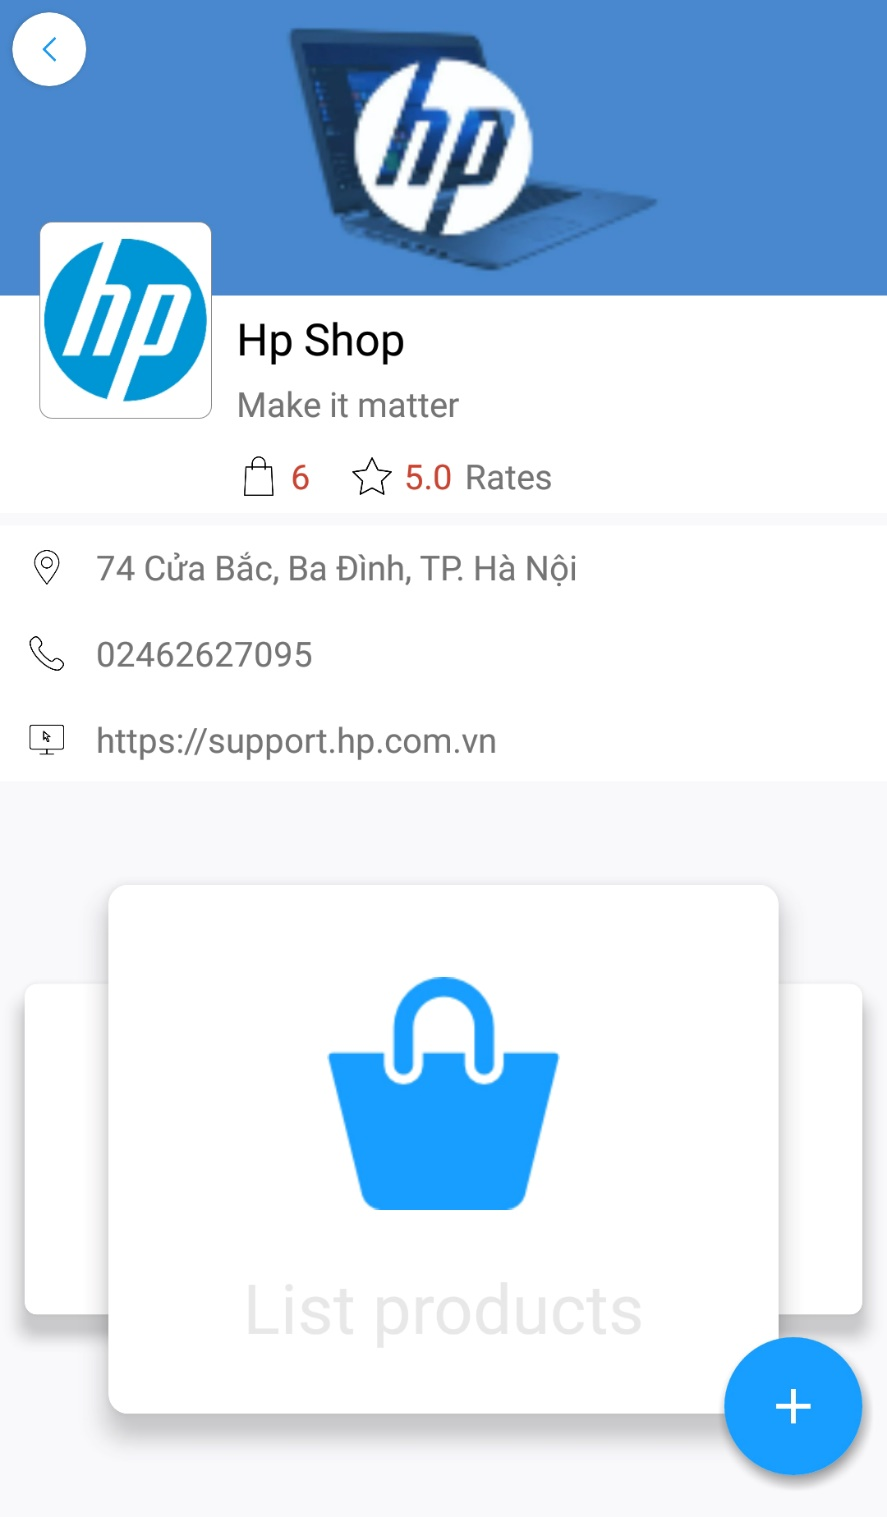 hp
hp
Hp Shop
Make it matter
6 5.0 Rates
74 Cửa Bắc, Ba Đình, TP. Hà Nội
02462627095
https://support.hp.com.vn
List products
+